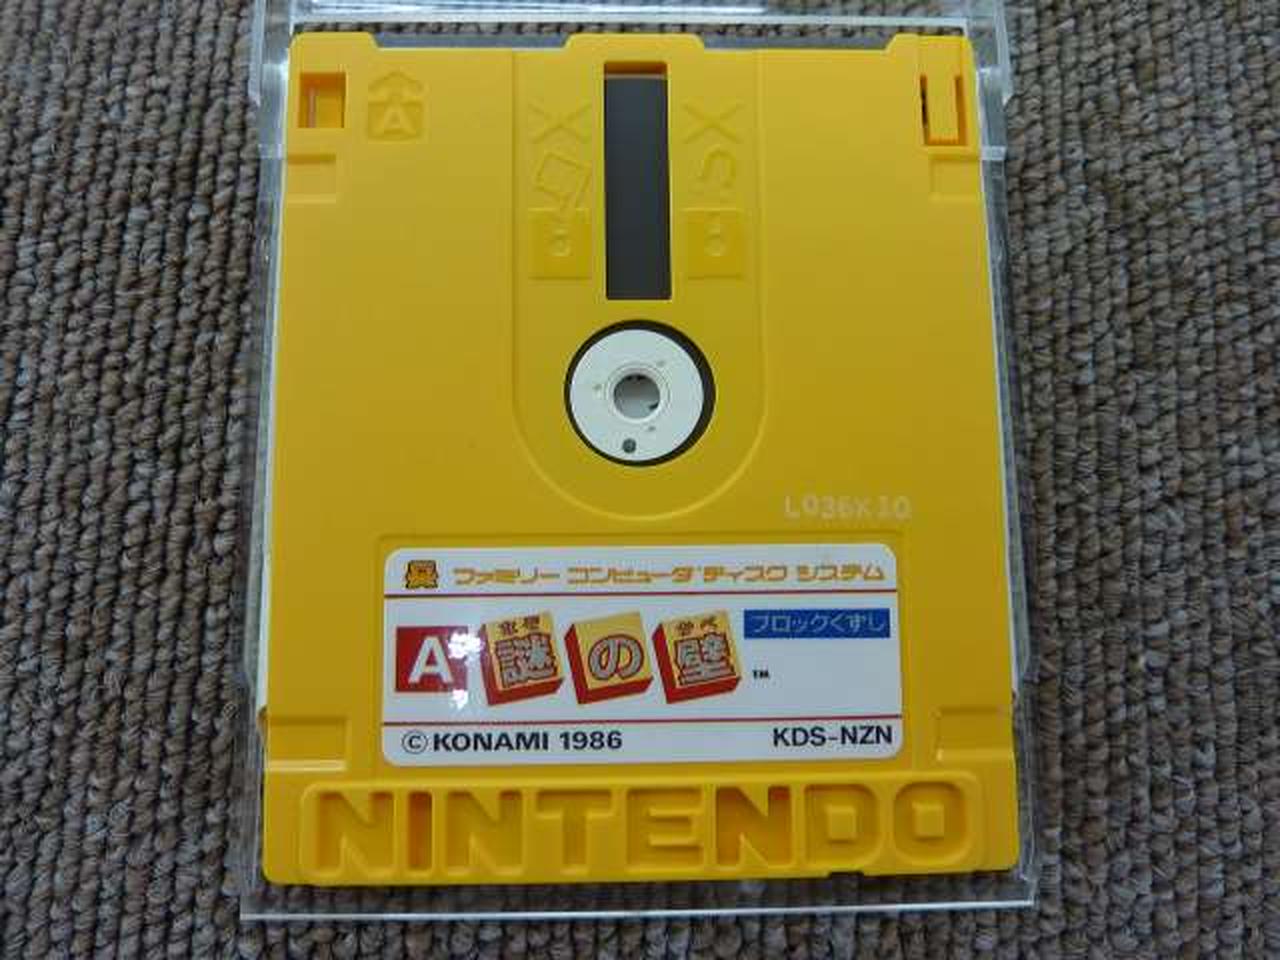 A
L036K10
ファミリー コンピュータ ディスク システム
なぞ かべ
A 謎の壁 ™
ブロックくずし
© KONAMI 1986 KDS-NZN
NINTENDO